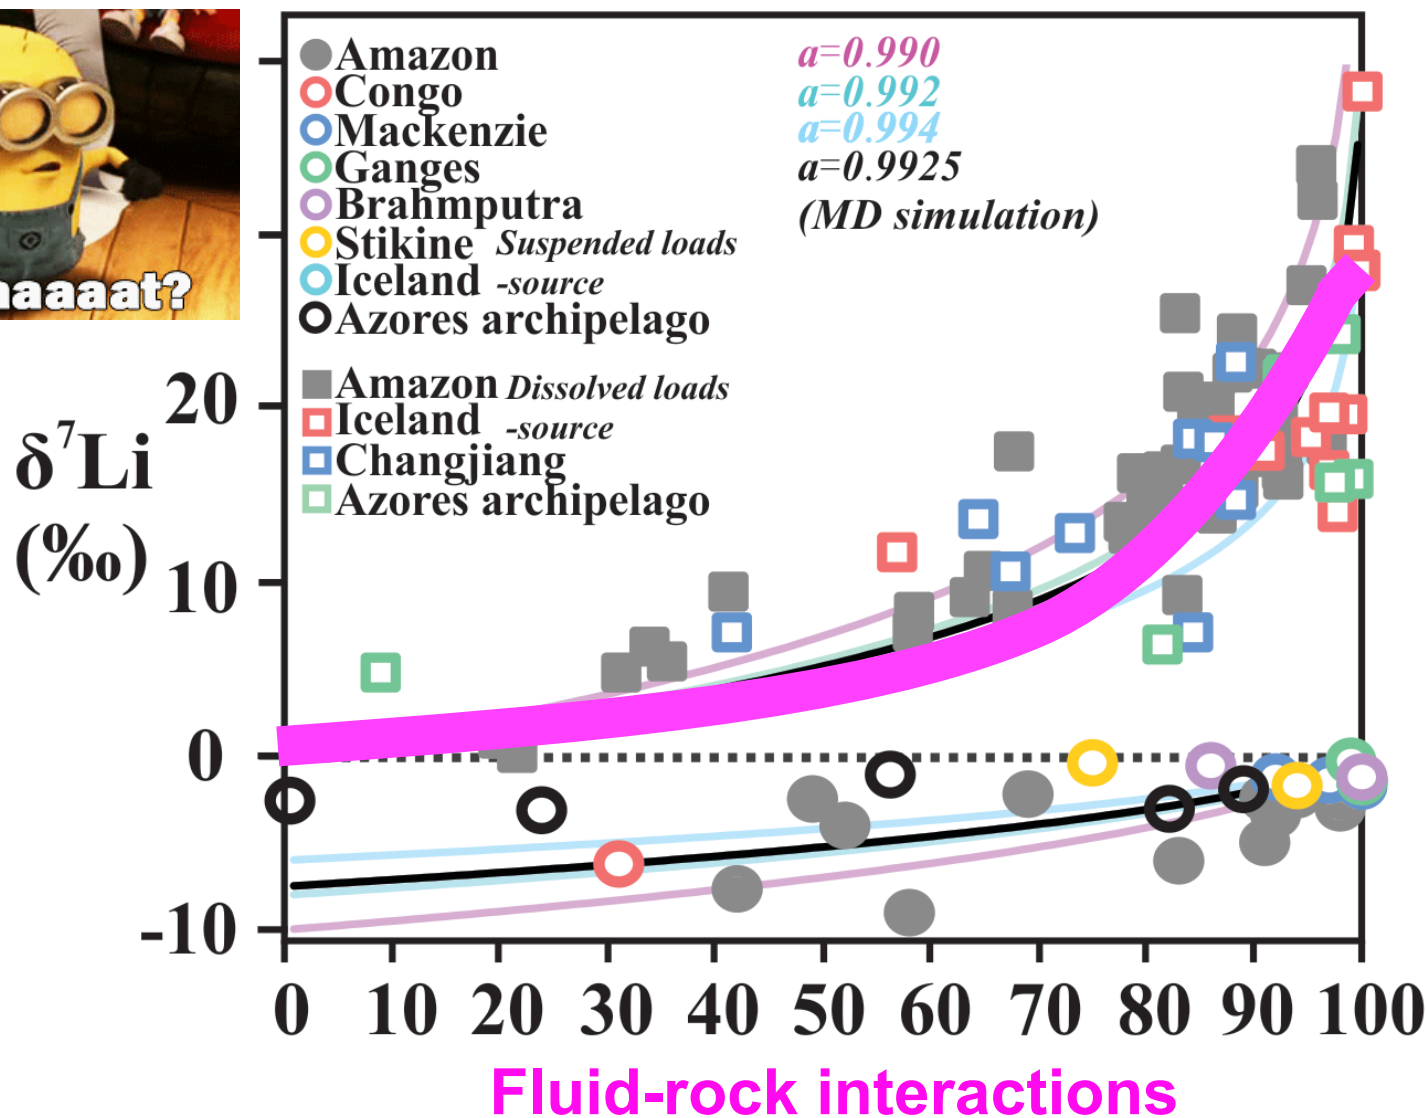 Amazon
Congo
Mackenzie
Ganges
Brahmputra
Stikine Suspended loads
Iceland -source
Azores archipelago
a=0.990
a=0.992
a=0.994
a=0.9925
(MD simulation)
Amazon Dissolved loads
Iceland -source
Changjiang
Azores archipelago
aaaaat?
δ⁷Li
(‰)
20
10
0
-10
0 10 20 30 40 50 60 70 80 90 100
Fluid-rock interactions